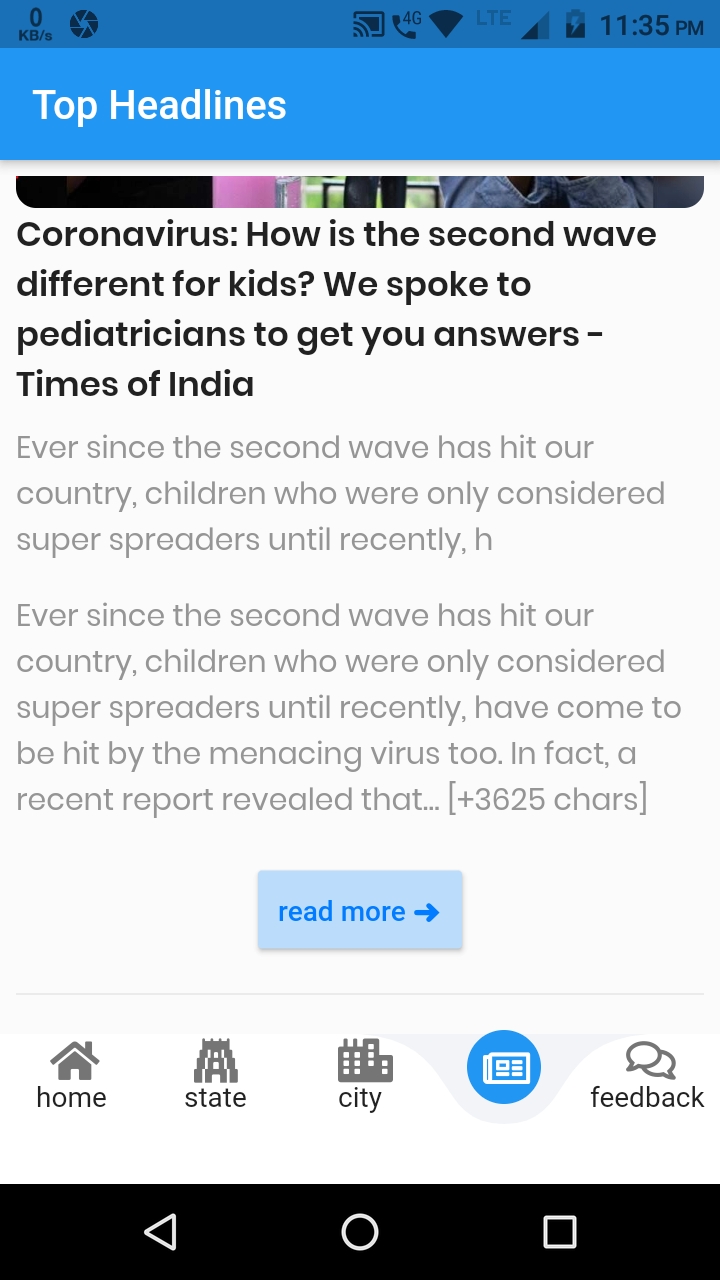 0
KB/s
4G
LTE
11:35 PM
Top Headlines
Coronavirus: How is the second wave
different for kids? We spoke to
pediatricians to get you answers -
Times of India
Ever since the second wave has hit our
country, children who were only considered
super spreaders until recently, h
Ever since the second wave has hit our
country, children who were only considered
super spreaders until recently, have come to
be hit by the menacing virus too. In fact, a
recent report revealed that... [+3625 chars]
read more ➔
home
state
city
feedback